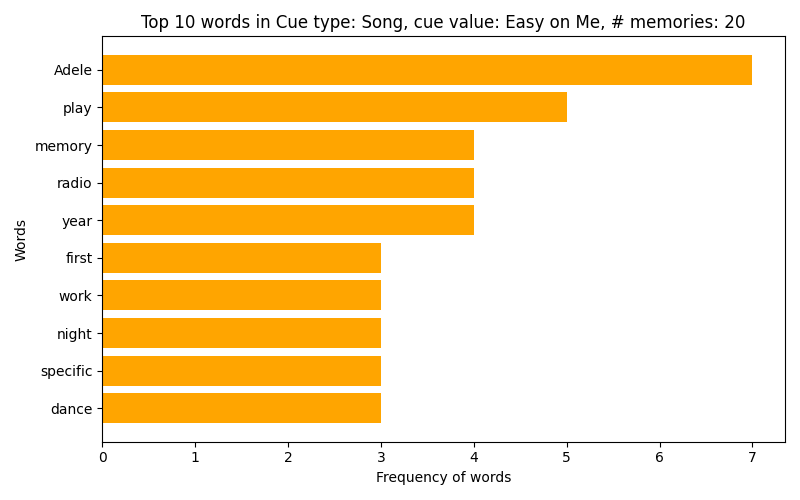 Top 10 words in Cue type: Song, cue value: Easy on Me, # memories: 20
Adele
play
memory
radio
year
first
work
night
specific
dance
Words
0 1 2 3 4 5 6 7
Frequency of words